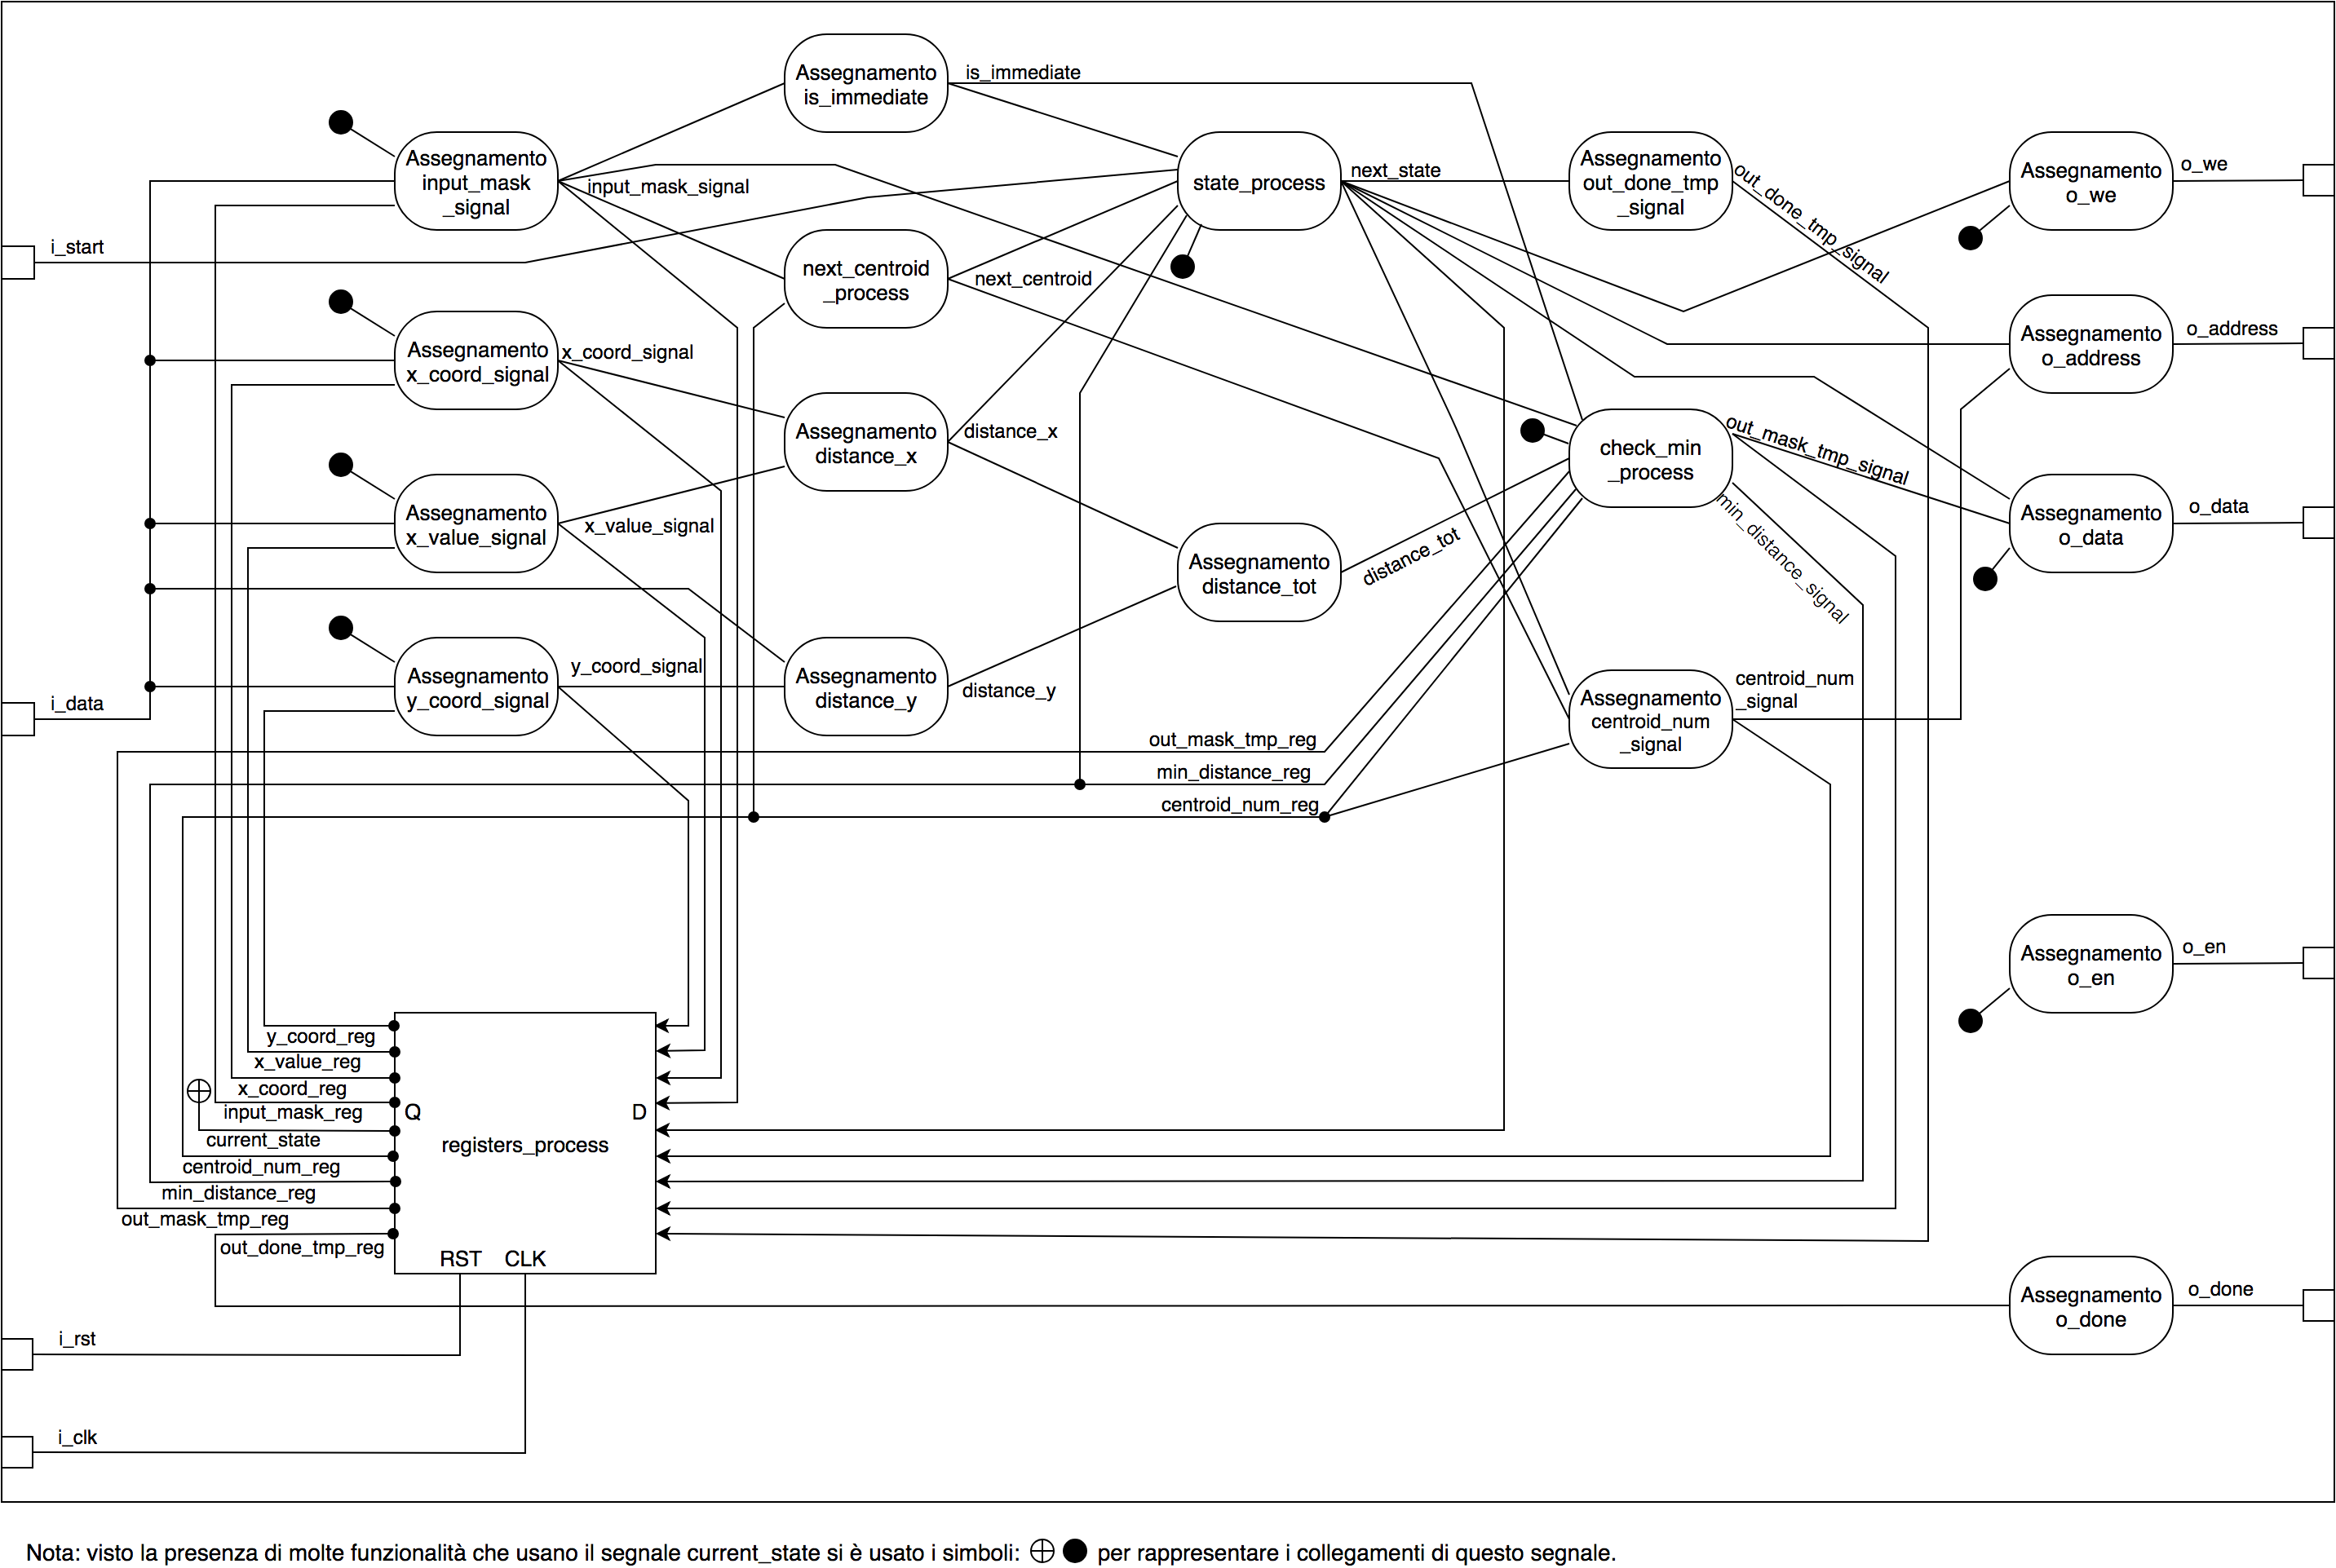 Assegnamento
is_immediate
is_immediate
Assegnamento
input_mask
_signal
input_mask_signal
state_process
next_state
Assegnamento
out_done_tmp
_signal
out_done_tmp_signal
Assegnamento
o_we
o_we
i_start
next_centroid
_process
next_centroid
Assegnamento
x_coord_signal
x_coord_signal
Assegnamento
o_address
o_address
Assegnamento
distance_x
distance_x
check_min
_process
out_mask_tmp_signal
min_distance_signal
Assegnamento
x_value_signal
x_value_signal
Assegnamento
o_data
o_data
Assegnamento
distance_tot
distance_tot
i_data
Assegnamento
y_coord_signal
y_coord_signal
Assegnamento
distance_y
distance_y
Assegnamento
centroid_num
_signal
centroid_num
_signal
out_mask_tmp_reg
min_distance_reg
centroid_num_reg
Assegnamento
o_en
o_en
y_coord_reg
x_value_reg
x_coord_reg
input_mask_reg
current_state
centroid_num_reg
min_distance_reg
out_mask_tmp_reg
out_done_tmp_reg
Q
D
registers_process
RST CLK
Assegnamento
o_done
o_done
i_rst
i_clk
Nota: visto la presenza di molte funzionalità che usano il segnale current_state si è usato i simboli: per rappresentare i collegamenti di questo segnale.